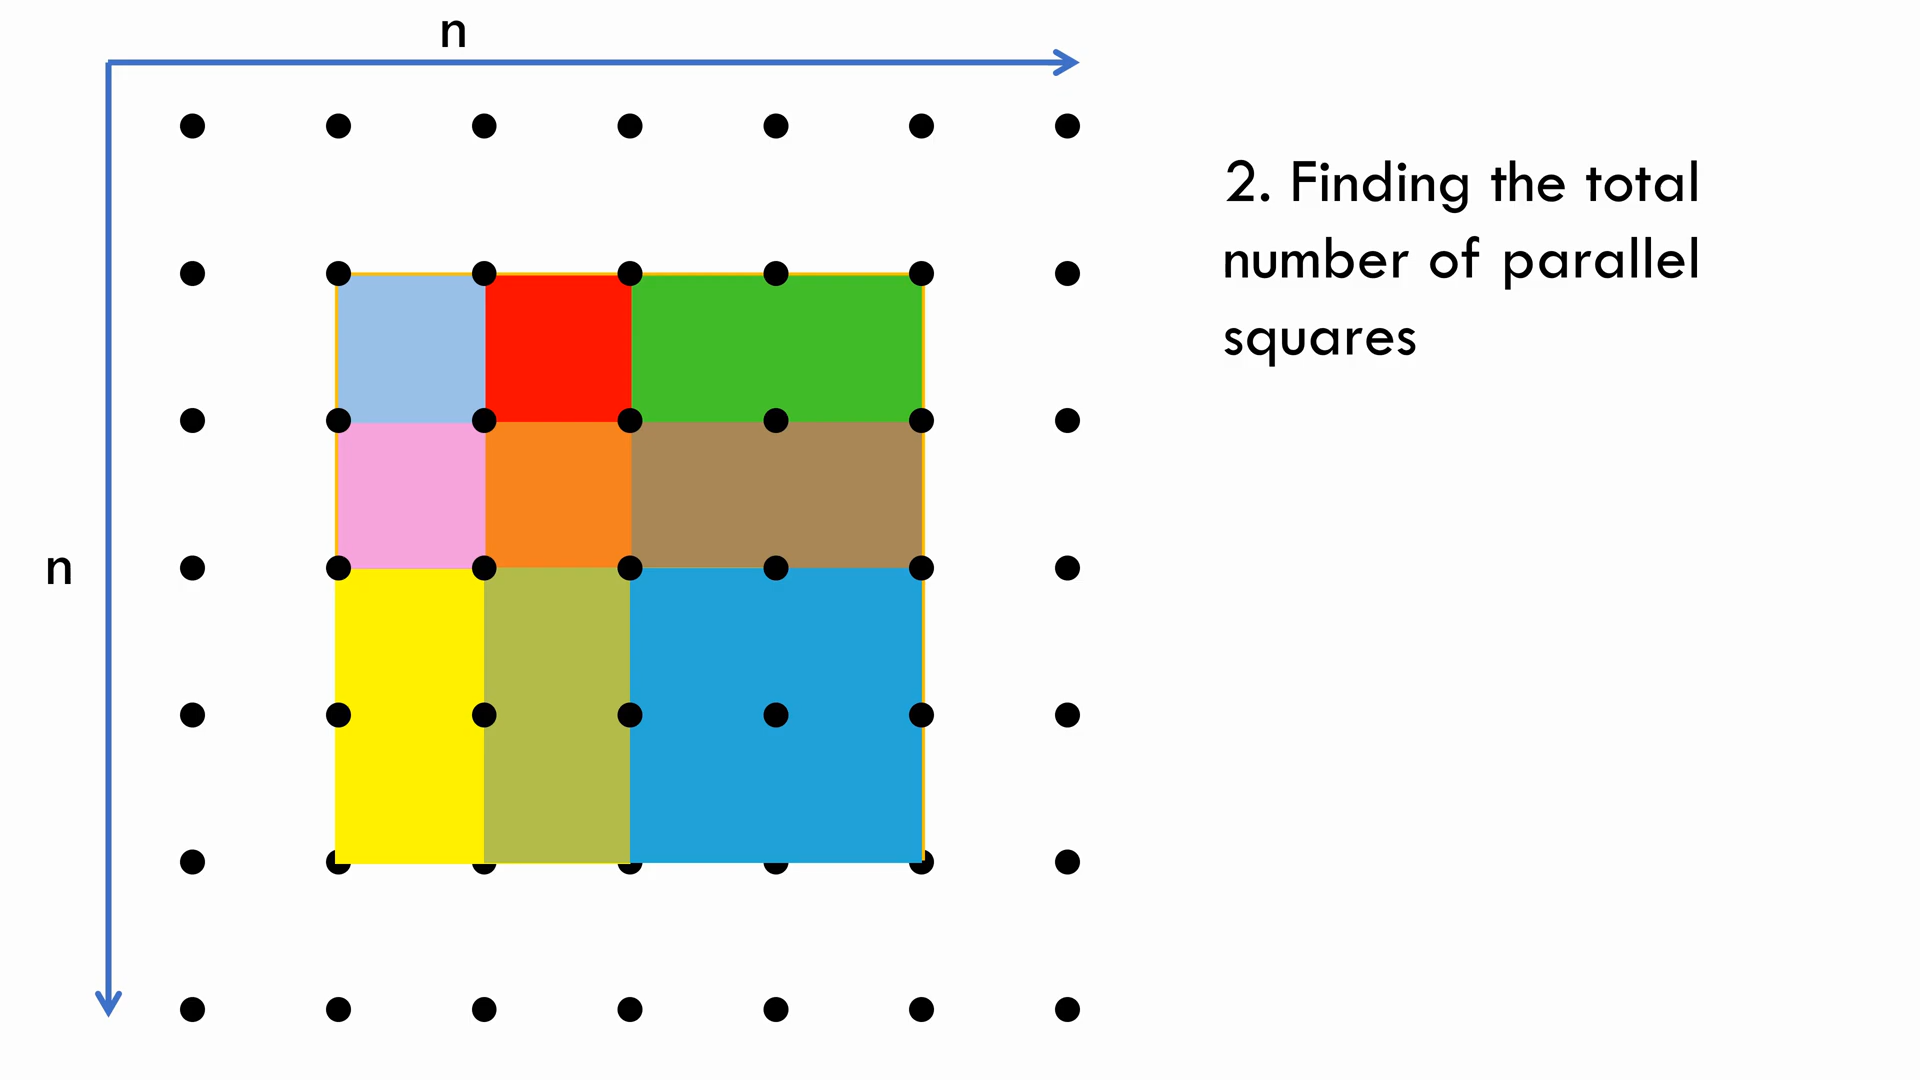 n
n
2. Finding the total
number of parallel
squares